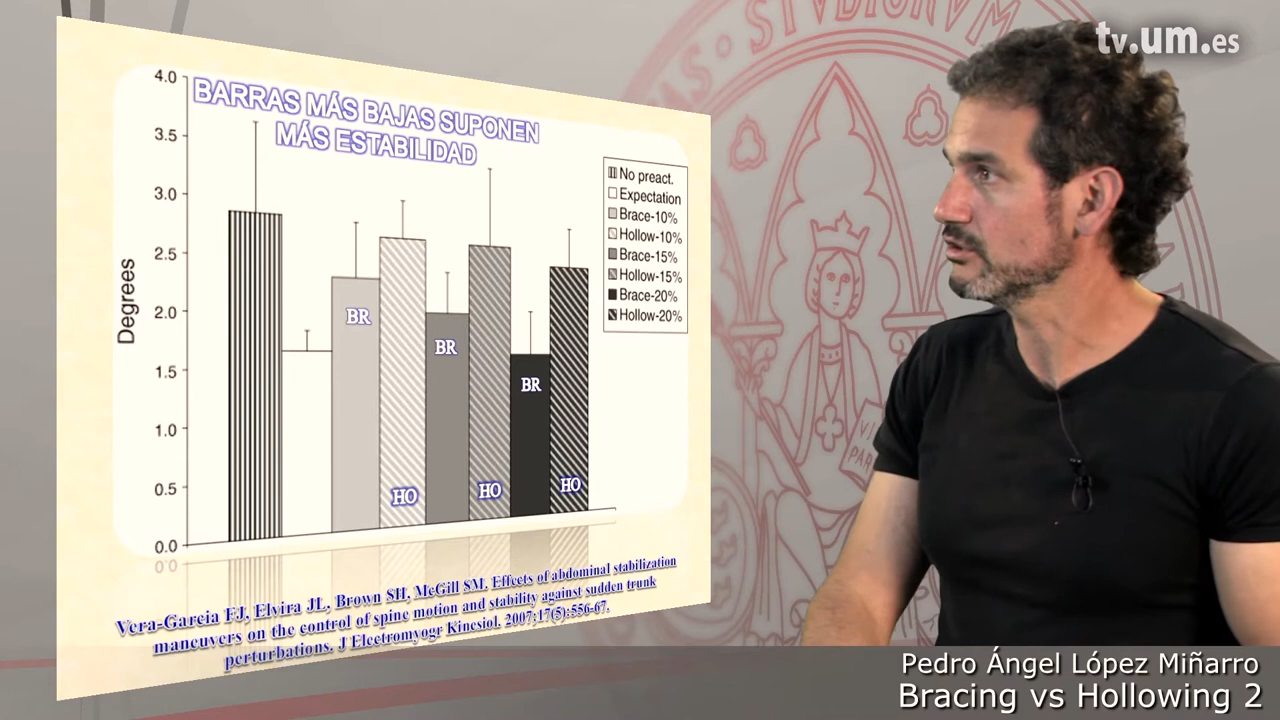 tv.um.es
STVDIORVM
VI
PAR
BARRAS MÁS BAJAS SUPONEN
MÁS ESTABILIDAD
4.0
3.5
3.0
2.5
2.0
1.5
1.0
0.5
0.0
Degrees
No preact.
Expectation
Brace-10%
Hollow-10%
Brace-15%
Hollow-15%
Brace-20%
Hollow-20%
BR
BR
BR
HO
HO
HO
Vera-Garcia FJ, Elvira JL, Brown SH, McGill SM. Effects of abdominal stabilization
maneuvers on the control of spine motion and stability against sudden trunk
perturbations. J Electromyogr Kinesiol. 2007;17(5):556-67.
Pedro Ángel López Miñarro
Bracing vs Hollowing 2